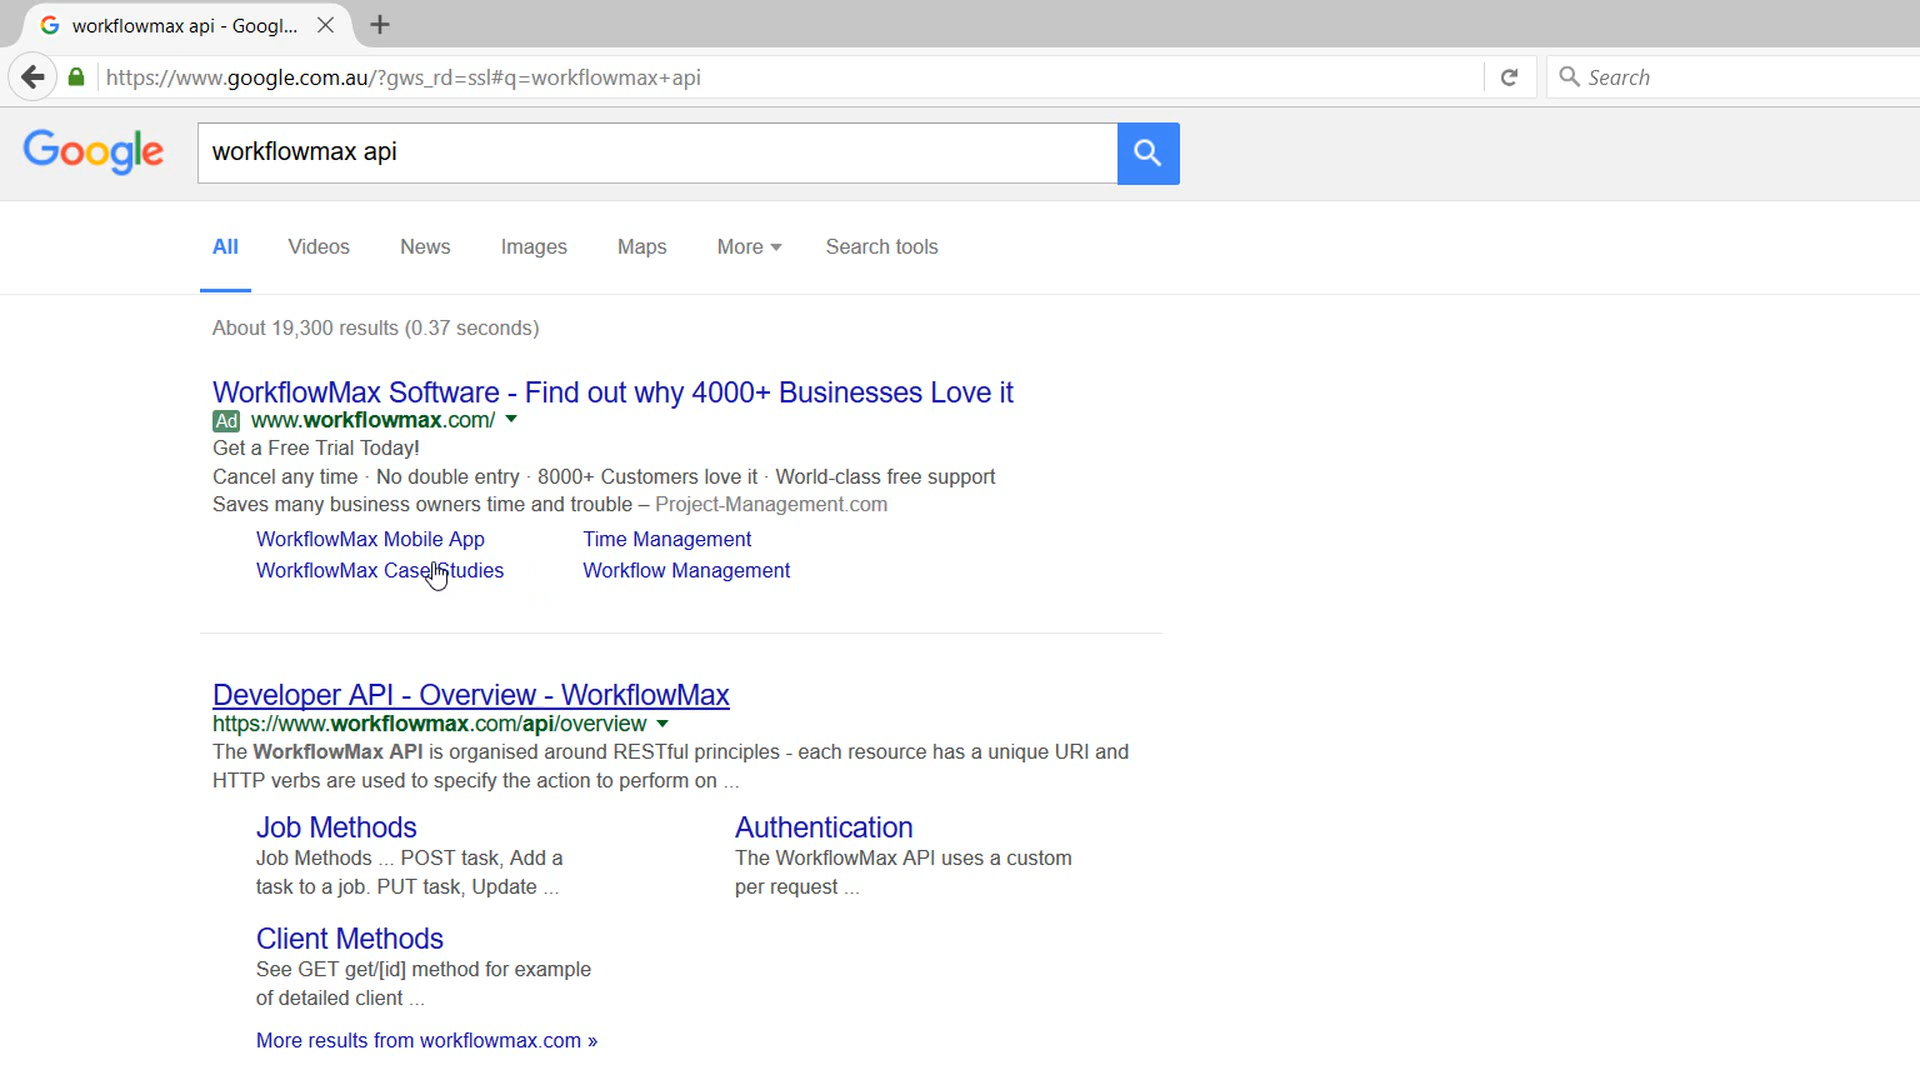 workflowmax api - Googl...
https://www.google.com.au/?gws_rd=ssl#q=workflowmax+api
Search
Google
workflowmax api
All Videos News Images Maps More Search tools
About 19,300 results (0.37 seconds)
WorkflowMax Software - Find out why 4000+ Businesses Love it
Ad www.workflowmax.com/
Get a Free Trial Today!
Cancel any time · No double entry · 8000+ Customers love it · World-class free support
Saves many business owners time and trouble – Project-Management.com
WorkflowMax Mobile App Time Management
WorkflowMax Case Studies Workflow Management
Developer API - Overview - WorkflowMax
https://www.workflowmax.com/api/overview
The WorkflowMax API is organised around RESTful principles - each resource has a unique URI and
HTTP verbs are used to specify the action to perform on ...
Job Methods
Job Methods ... POST task, Add a
task to a job. PUT task, Update ...
Authentication
The WorkflowMax API uses a custom
per request ...
Client Methods
See GET get/[id] method for example
of detailed client ...
More results from workflowmax.com »